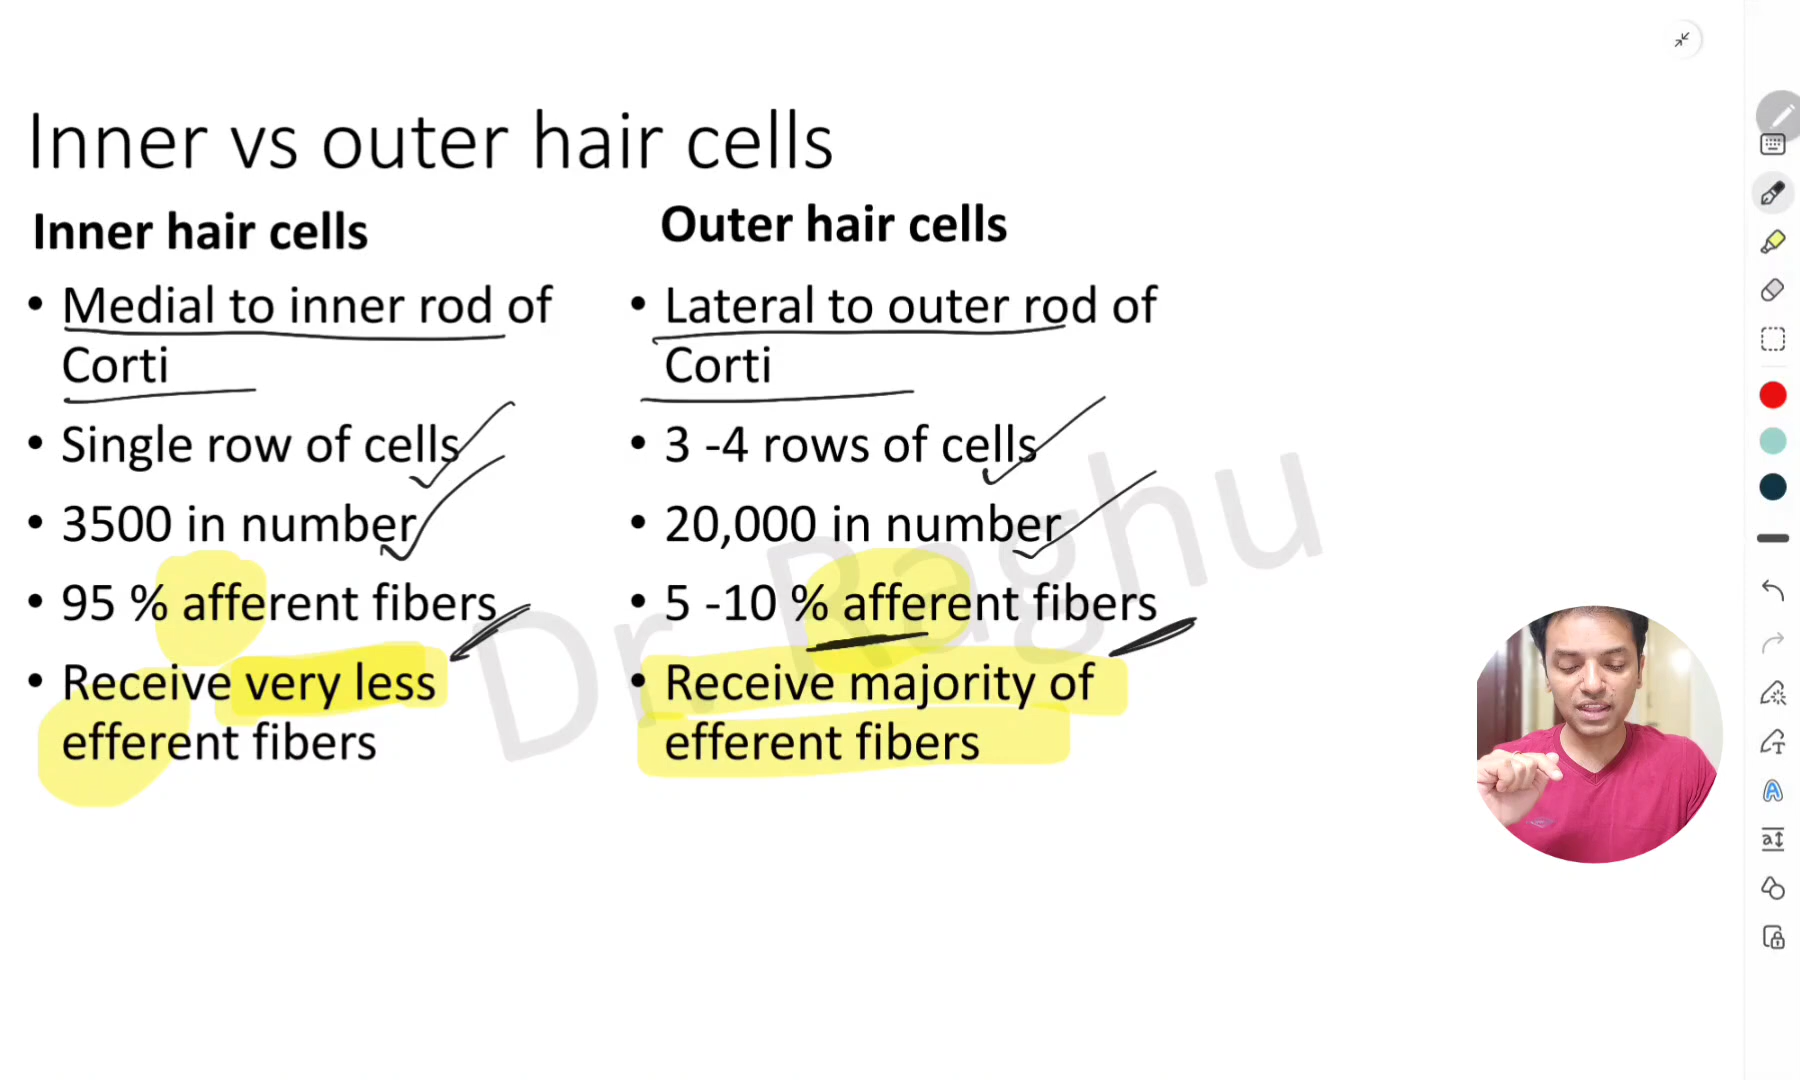 Inner vs outer hair cells
Inner hair cells
• Medial to inner rod of
Corti
• Single row of cells
• 3500 in number
• 95 % afferent fibers
• Receive very less
efferent fibers
Outer hair cells
• Lateral to outer rod of
Corti
• 3 -4 rows of cells
• 20,000 in number
• 5 -10 % afferent fibers
• Receive majority of
efferent fibers
Dr Raghu